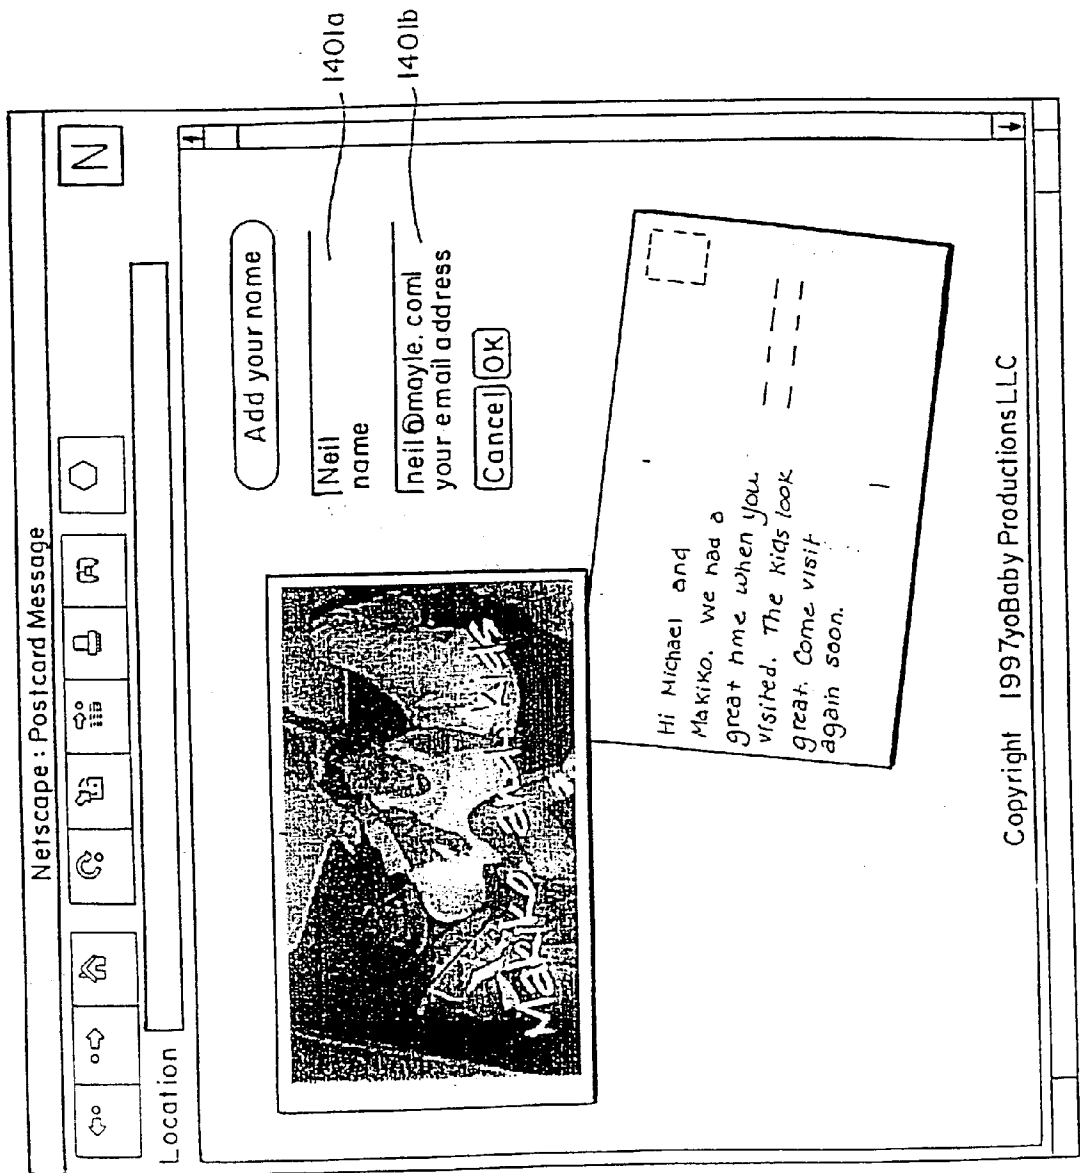 Netscape : Postcard Message
N
Location
Add your name
Neil
name
neil@mayle.com
your email address
Cancel OK
1401a
1401b
Hi Michael and
Makiko. We had a
great time when you
visited. The kids look
great. Come visit
again soon.
Copyright 1997yoBaby Productions LLC